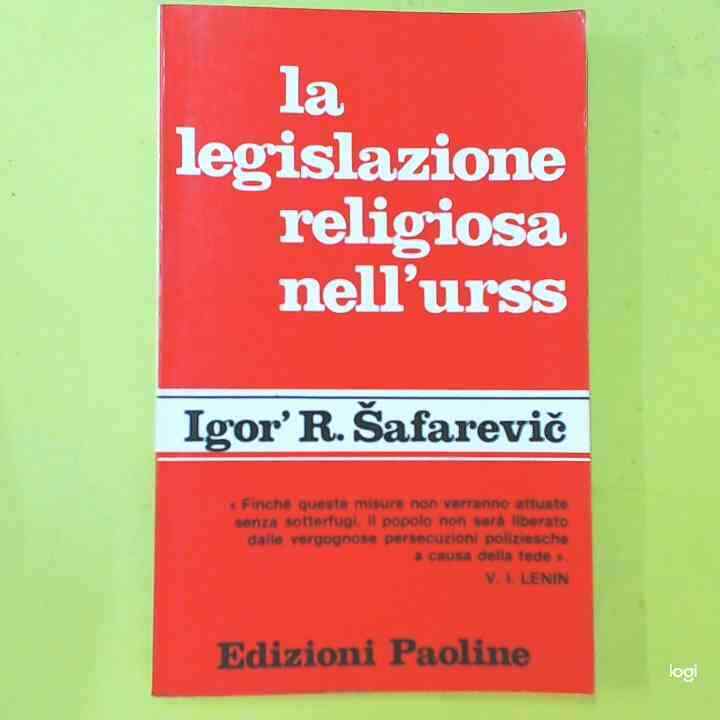 la
legislazione
religiosa
nell'urss
Igor' R. Šafarevič
« Finché queste misure non verranno attuate
senza sotterfugi, il popolo non sarà liberato
dalle vergognose persecuzioni poliziesche
a causa della fede ».
V. I. LENIN
Edizioni Paoline
logi